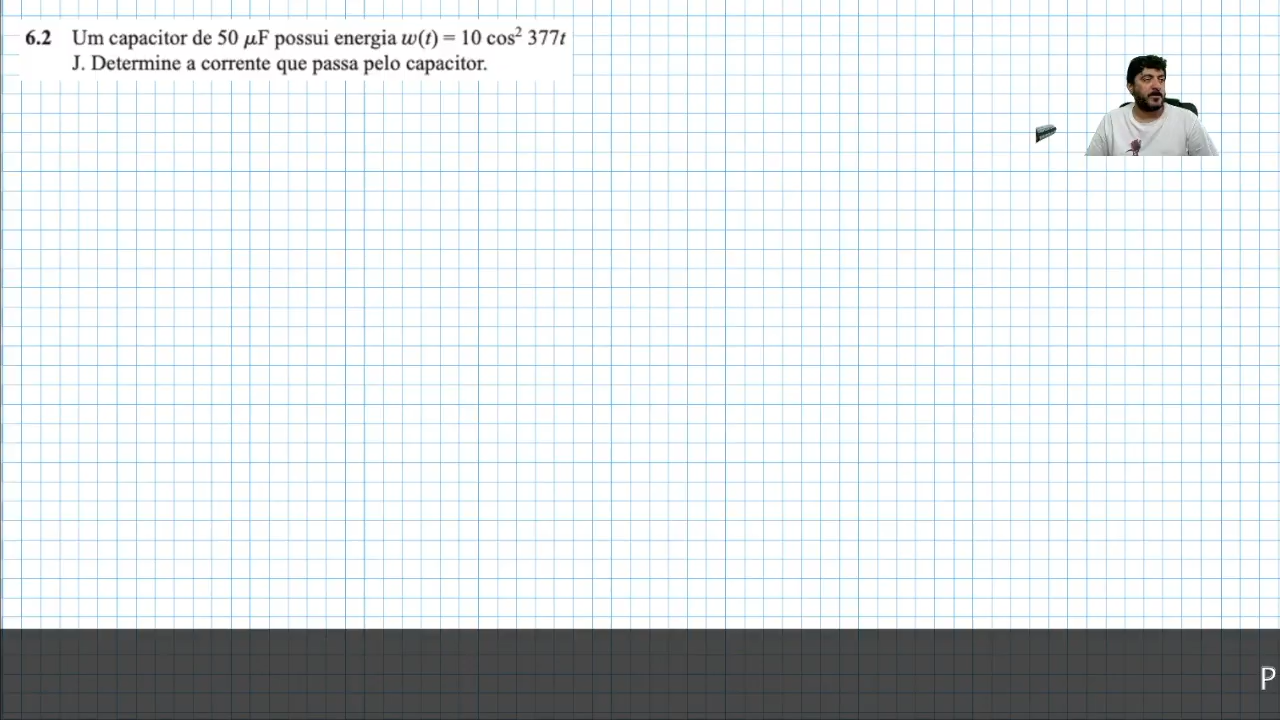 6.2 Um capacitor de 50 μF possui energia w(t) = 10 cos² 377t
J. Determine a corrente que passa pelo capacitor.
P